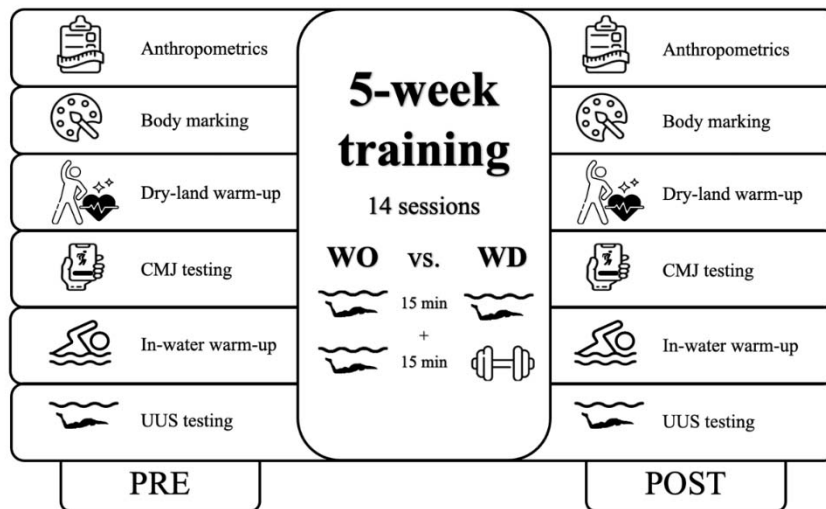 Anthropometrics
Body marking
Dry-land warm-up
CMJ testing
In-water warm-up
UUS testing
PRE
5-week
training
14 sessions
WO vs. WD
15 min
+
15 min
Anthropometrics
Body marking
Dry-land warm-up
CMJ testing
In-water warm-up
UUS testing
POST